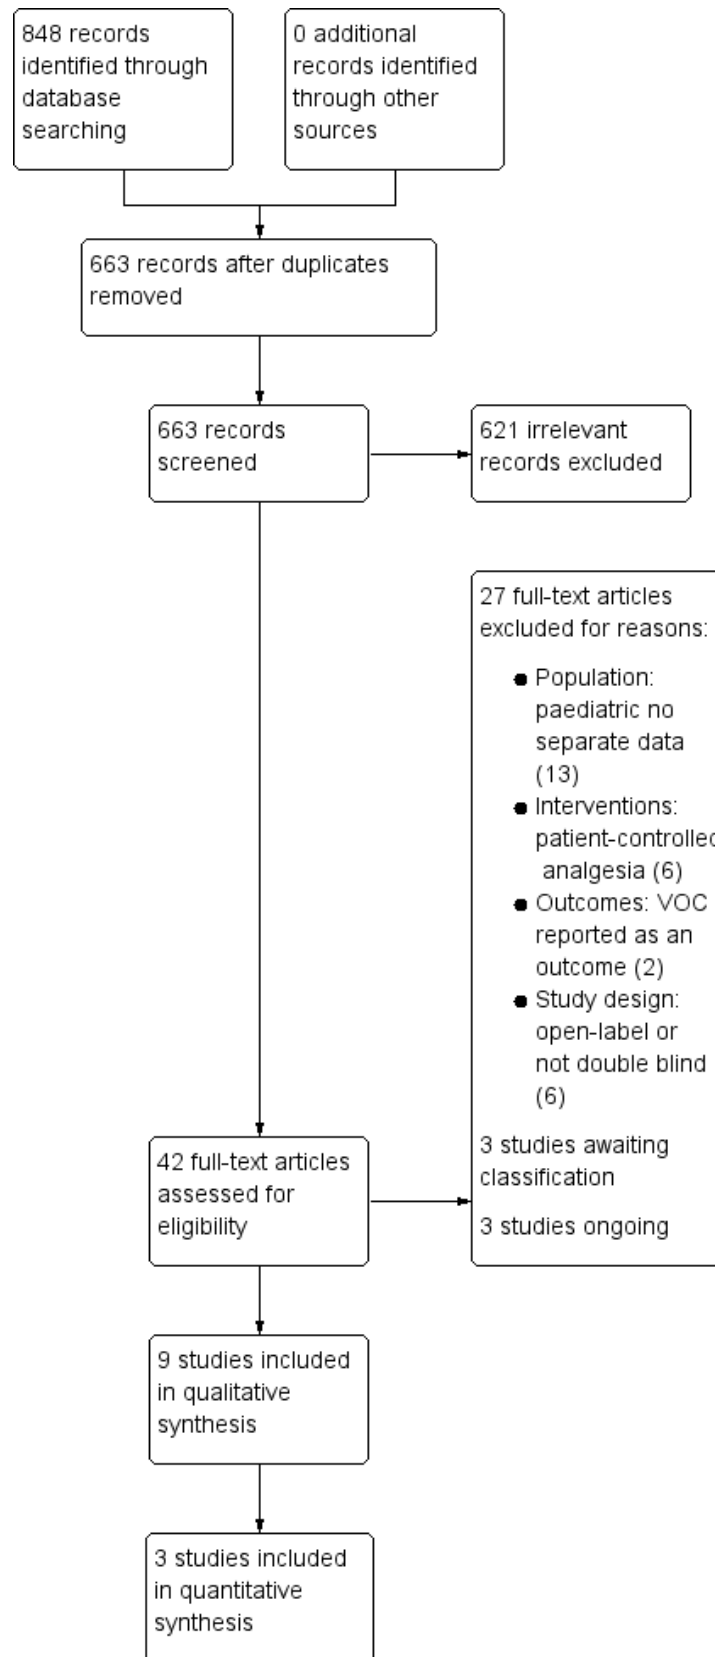 848 records
identified through
database
searching
0 additional
records identified
through other
sources
663 records after duplicates
removed
663 records
screened
621 irrelevant
records excluded
27 full-text articles
excluded for reasons:
● Population:
paediatric no
separate data
(13)
● Interventions:
patient-controlled
analgesia (6)
● Outcomes: VOC
reported as an
outcome (2)
● Study design:
open-label or
not double blind
(6)
3 studies awaiting
classification
3 studies ongoing
42 full-text articles
assessed for
eligibility
9 studies included
in qualitative
synthesis
3 studies included
in quantitative
synthesis